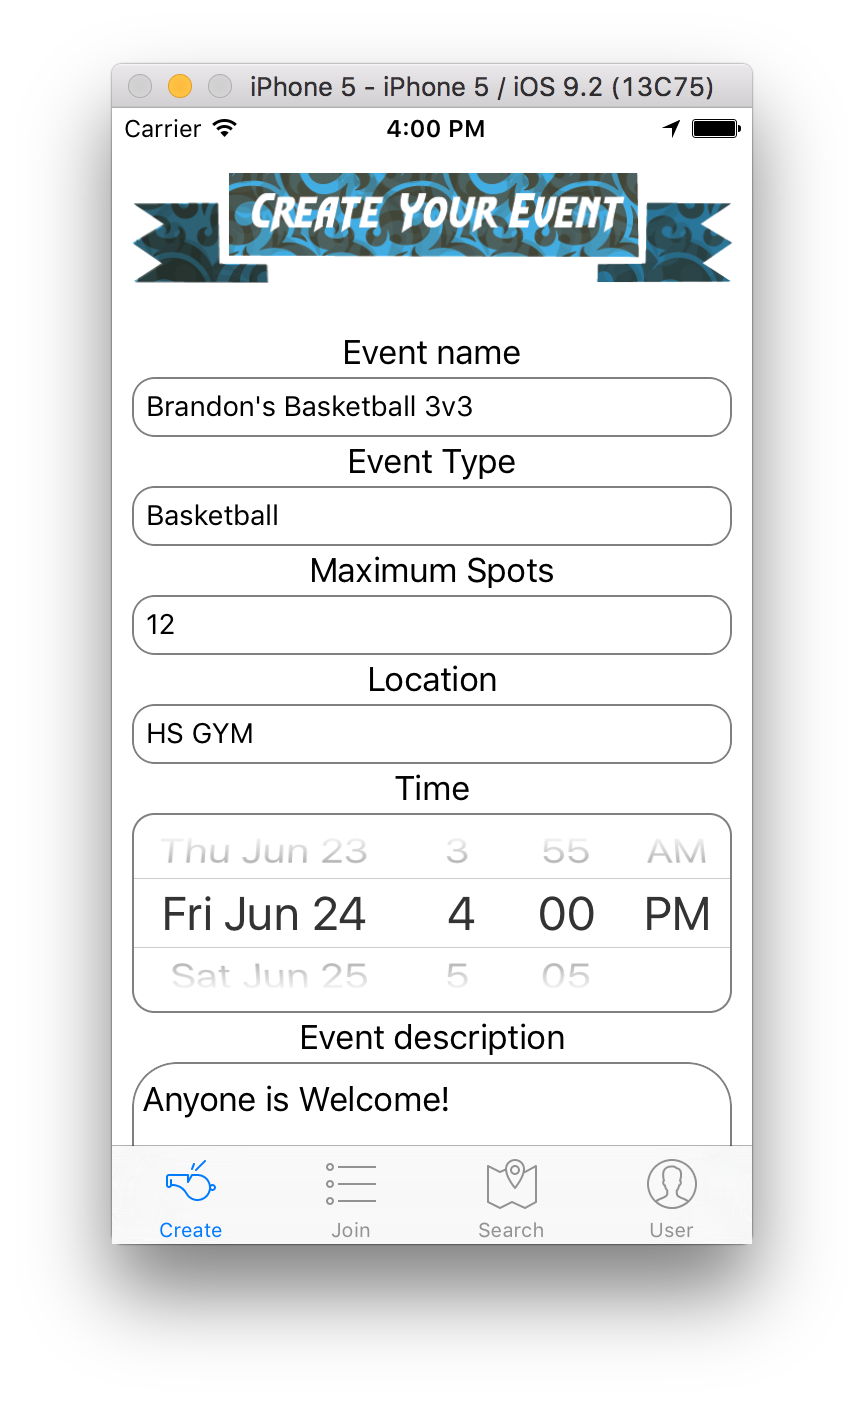 iPhone 5 - iPhone 5 / iOS 9.2 (13C75)
Carrier 4:00 PM
Create Your Event
Event name
Brandon's Basketball 3v3
Event Type
Basketball
Maximum Spots
12
Location
HS GYM
Time
Thu Jun 23 3 55 AM
Fri Jun 24 4 00 PM
Sat Jun 25 5 05
Event description
Anyone is Welcome!
Create Join Search User